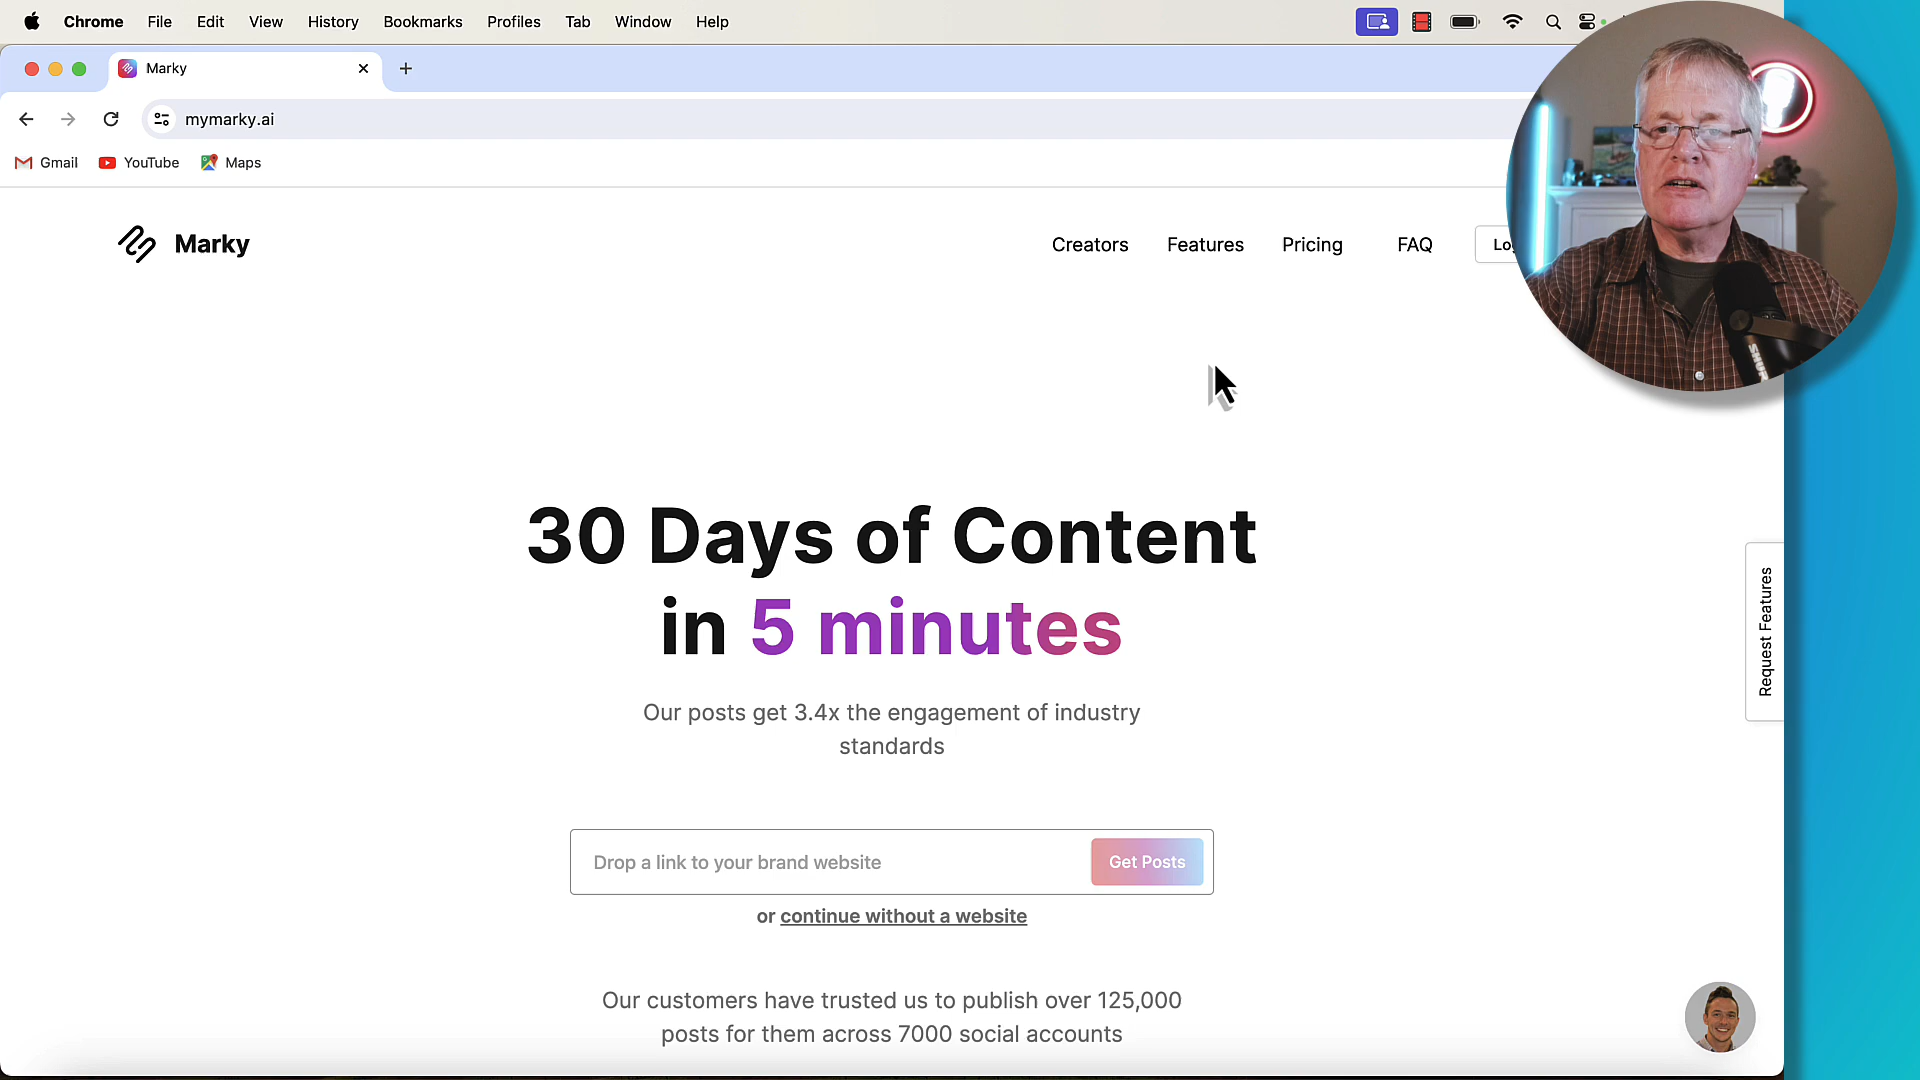 Chrome File Edit View History Bookmarks Profiles Tab Window Help
Marky
mymarky.ai
Gmail YouTube Maps
Marky
Creators Features Pricing FAQ
30 Days of Content
in 5 minutes
Our posts get 3.4x the engagement of industry
standards
Drop a link to your brand website
Get Posts
or continue without a website
Our customers have trusted us to publish over 125,000
posts for them across 7000 social accounts
Request Features
SHUR